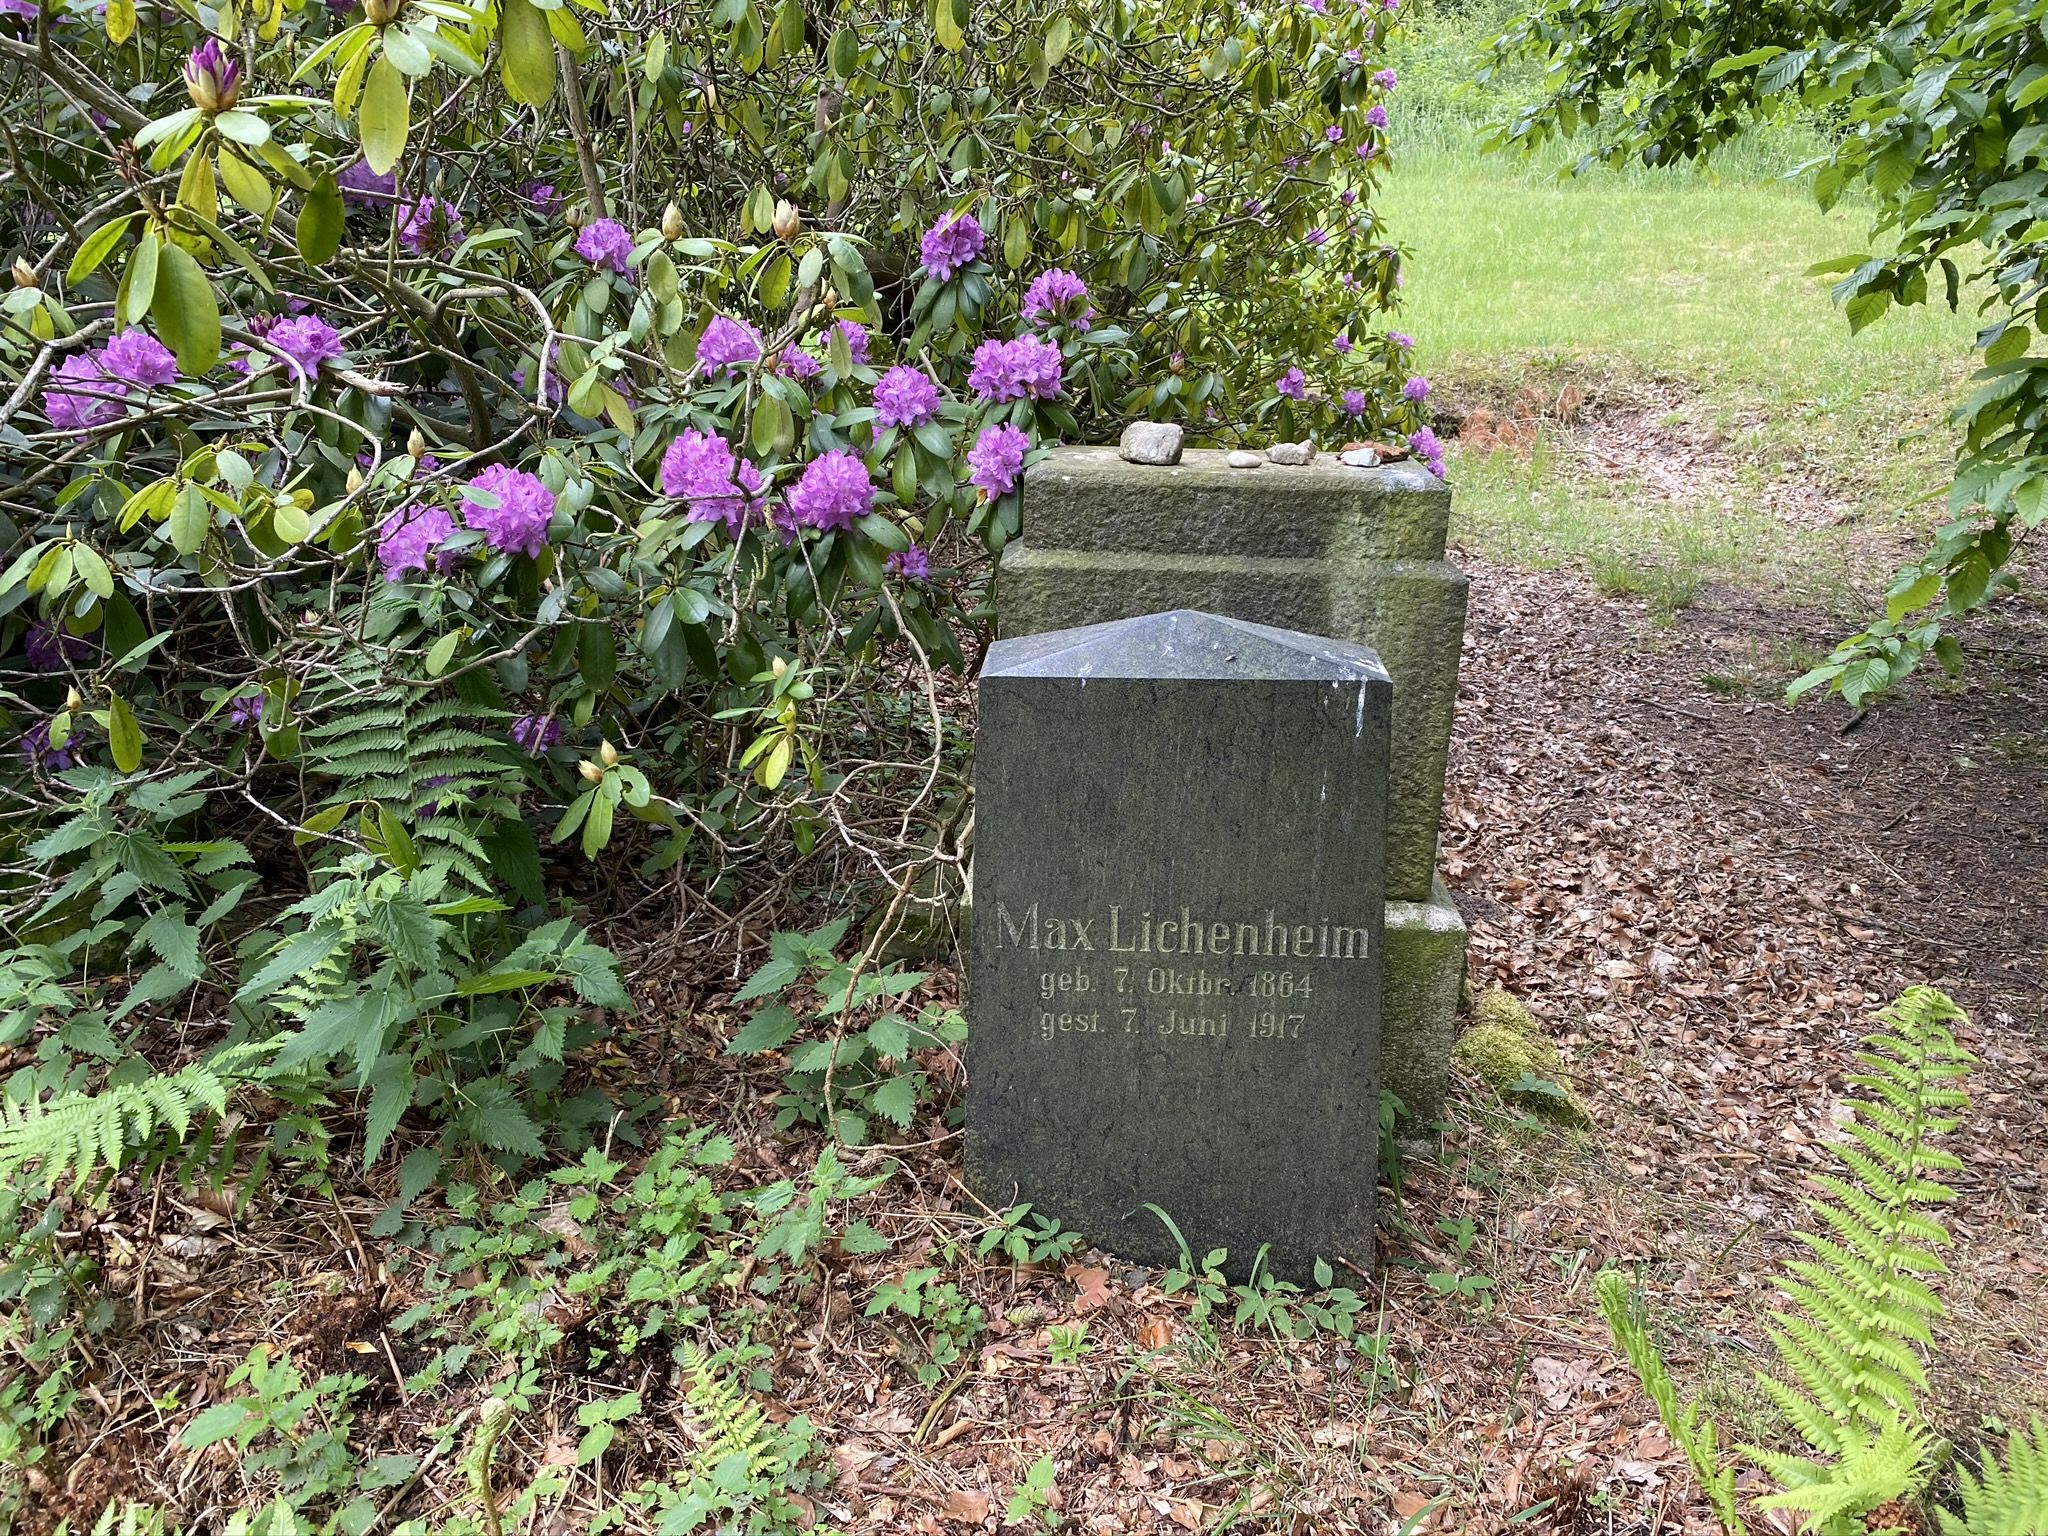 Max Lichenheim
geb. 7. Oktbr. 1864
gest. 7. Juni 1917